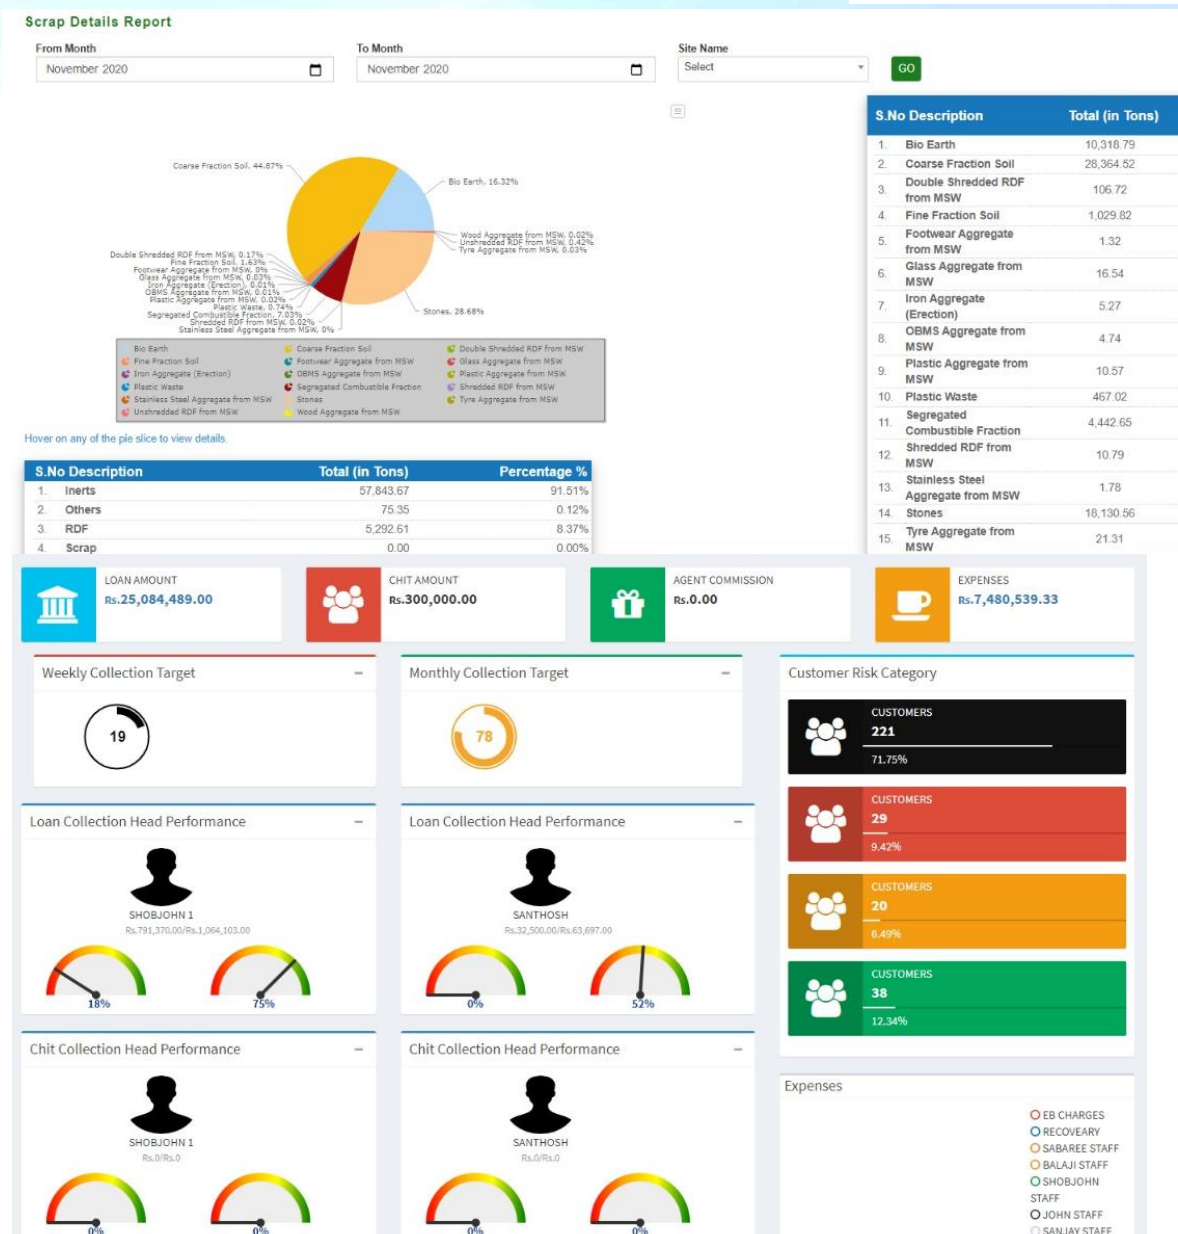 Scrap Details Report
From Month
To Month
Site Name
November 2020
November 2020
Select
GO
Coarse Fraction Soil, 44.87%
Bio Earth, 16.32%
Wood Aggregate from MSW, 0.02%
Unshredded RDF from MSW, 0.42%
Tyre Aggregate from MSW, 0.03%
Double Shredded RDF from MSW, 0.17%
Fine Fraction Soil, 1.63%
Footwear Aggregate from MSW, 0%
Glass Aggregate from MSW, 0.03%
Iron Aggregate (Erection), 0.01%
OBMS Aggregate from MSW, 0.01%
Plastic Aggregate from MSW, 0.02%
Plastic Waste, 0.74%
Segregated Combustible Fraction, 7.03%
Shredded RDF from MSW, 0.02%
Stainless Steel Aggregate from MSW, 0%
Stones, 28.68%
Bio Earth
Coarse Fraction Soil
Double Shredded RDF from MSW
Fine Fraction Soil
Footwear Aggregate from MSW
Glass Aggregate from MSW
Iron Aggregate (Erection)
OBMS Aggregate from MSW
Plastic Aggregate from MSW
Plastic Waste
Segregated Combustible Fraction
Shredded RDF from MSW
Stainless Steel Aggregate from MSW
Stones
Tyre Aggregate from MSW
Unshredded RDF from MSW
Wood Aggregate from MSW
Hover on any of the pie slice to view details.
S.No Description Total (in Tons) Percentage %
1. Inerts 57,843.67 91.51%
2. Others 75.35 0.12%
3. RDF 5,292.61 8.37%
4. Scrap 0.00 0.00%
S.No Description Total (in Tons)
1. Bio Earth 10,318.79
2. Coarse Fraction Soil 28,364.52
3. Double Shredded RDF
from MSW 106.72
4. Fine Fraction Soil 1,029.82
5. Footwear Aggregate
from MSW 1.32
6. Glass Aggregate from
MSW 16.54
7. Iron Aggregate
(Erection) 5.27
8. OBMS Aggregate from
MSW 4.74
9. Plastic Aggregate from
MSW 10.57
10. Plastic Waste 467.02
11. Segregated
Combustible Fraction 4,442.65
12. Shredded RDF from
MSW 10.79
13. Stainless Steel
Aggregate from MSW 1.78
14. Stones 18,130.56
15. Tyre Aggregate from
MSW 21.31
LOAN AMOUNT
Rs.25,084,489.00
CHIT AMOUNT
Rs.300,000.00
AGENT COMMISSION
Rs.0.00
EXPENSES
Rs.7,480,539.33
Weekly Collection Target
19
Monthly Collection Target
78
Customer Risk Category
CUSTOMERS
221
71.75%
CUSTOMERS
29
9.42%
CUSTOMERS
20
6.49%
CUSTOMERS
38
12.34%
Loan Collection Head Performance
SHOBJOHN 1
Rs.791,370.00/Rs.1,064,103.00
18%
75%
Loan Collection Head Performance
SANTHOSH
Rs.32,500.00/Rs.63,697.00
0%
52%
Chit Collection Head Performance
SHOBJOHN 1
Rs.0/Rs.0
0%
0%
Chit Collection Head Performance
SANTHOSH
Rs.0/Rs.0
0%
0%
Expenses
EB CHARGES
RECOVEARY
SABAREE STAFF
BALAJI STAFF
SHOBJOHN
STAFF
JOHN STAFF
SANJAY STAFF